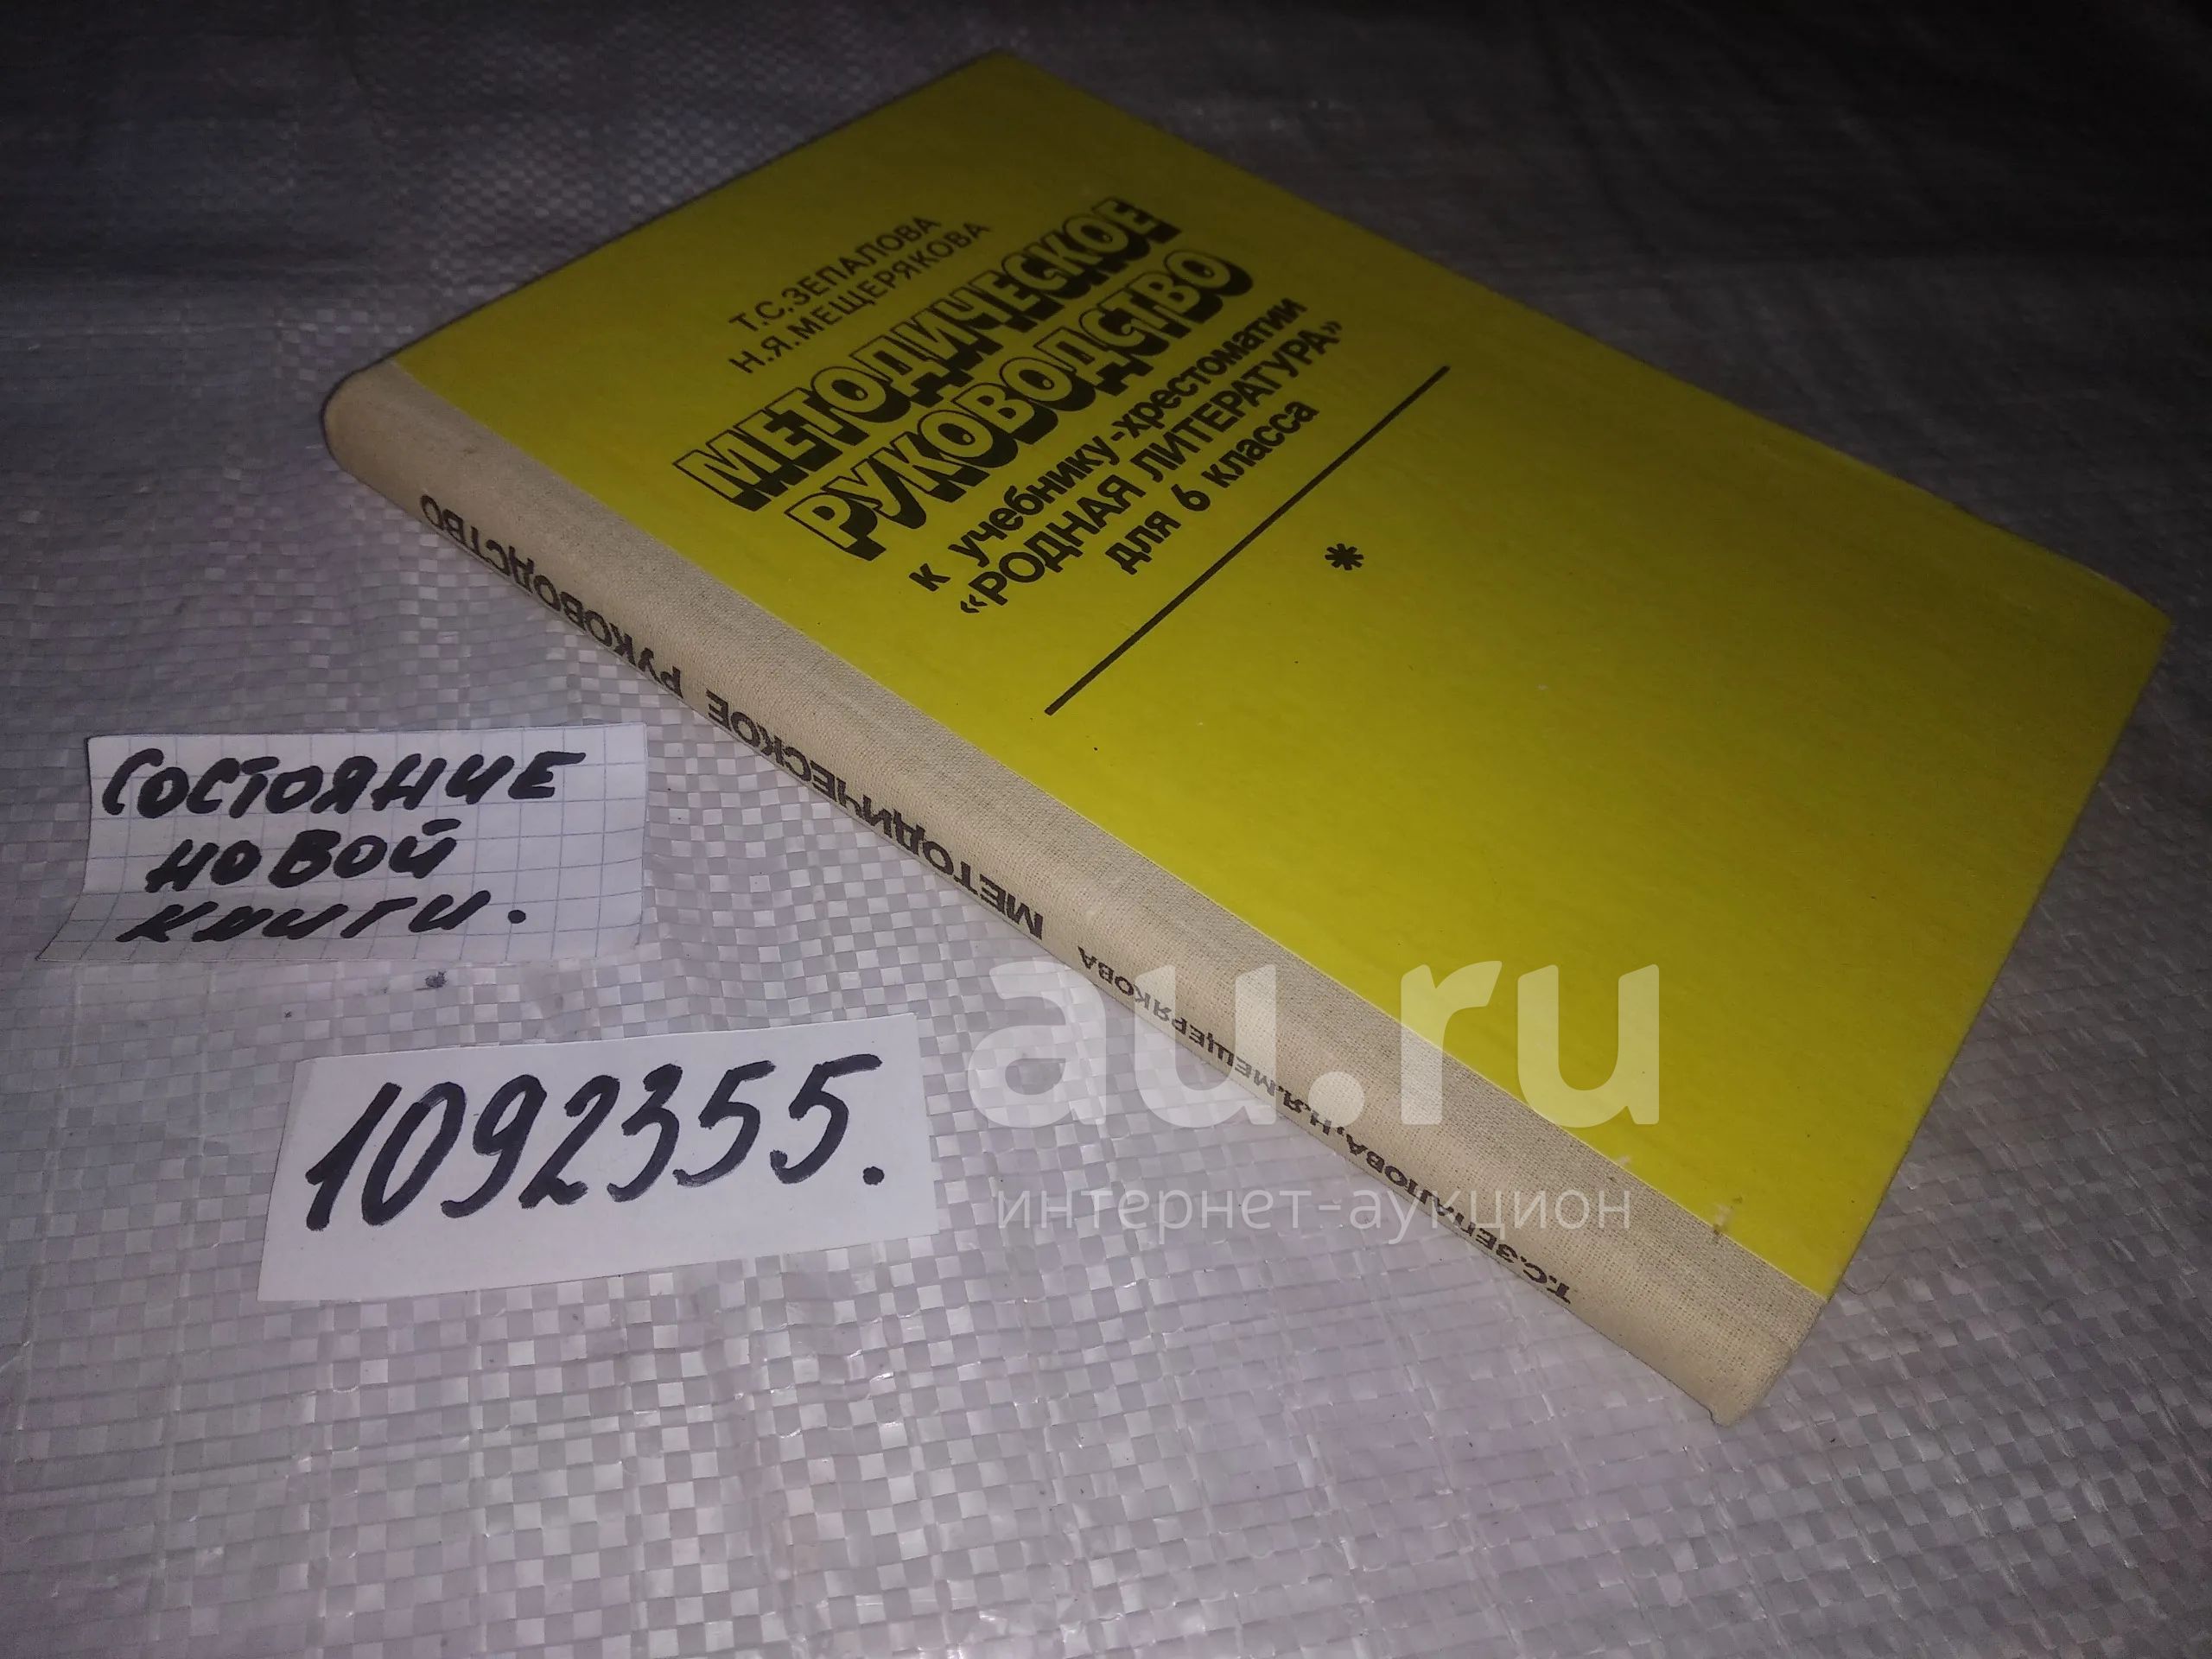 Т.С.ЗЕПАЛОВА
Н.Я.МЕЩЕРЯКОВА
МЕТОДИЧЕСКОЕ
РУКОВОДСТВО
к учебнику-хрестоматии
«РОДНАЯ ЛИТЕРАТУРА»
для 6 класса
*
Т.С.ЗЕПАЛОВА, Н.Я.МЕЩЕРЯКОВА МЕТОДИЧЕСКОЕ РУКОВОДСТВО
СОСТОЯНИЕ
НОВОЙ
КНИГИ.
1092355.
au.ru
интернет-аукцион